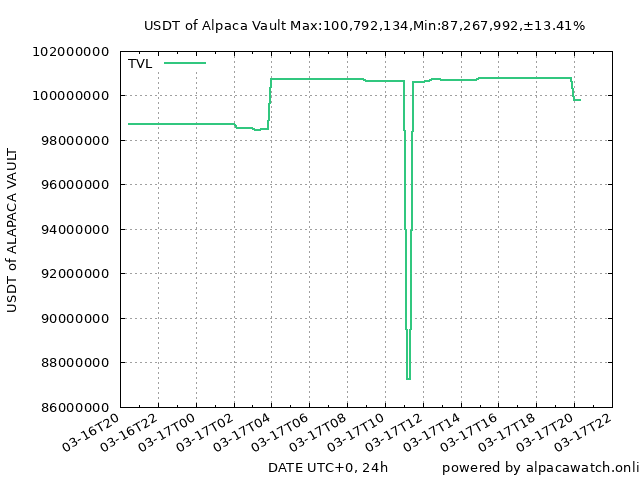 USDT of Alpaca Vault Max:100,792,134,Min:87,267,992,±13.41%
TVL
102000000
100000000
98000000
96000000
94000000
92000000
90000000
88000000
86000000
USDT of ALAPACA VAULT
03-16T20
03-16T22
03-17T00
03-17T02
03-17T04
03-17T06
03-17T08
03-17T10
03-17T12
03-17T14
03-17T16
03-17T18
03-17T20
03-17T22
DATE UTC+0, 24h
powered by alpacawatch.onli